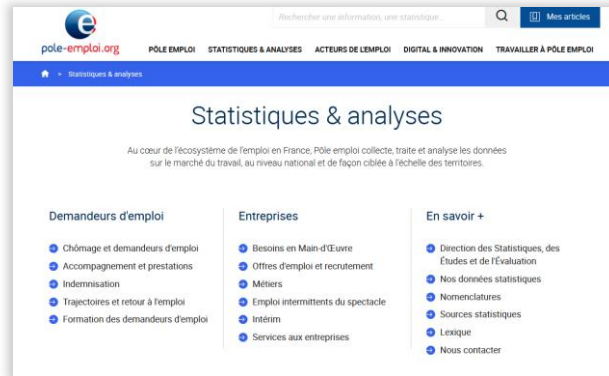 Rechercher une information, une statistique...
Mes articles
pole-emploi.org
PÔLE EMPLOI STATISTIQUES & ANALYSES ACTEURS DE L'EMPLOI DIGITAL & INNOVATION TRAVAILLER À PÔLE EMPLOI
» Statistiques & analyses
Statistiques & analyses
Au cœur de l'écosystème de l'emploi en France, Pôle emploi collecte, traite et analyse les données
sur le marché du travail, au niveau national et de façon ciblée à l'échelle des territoires.
Demandeurs d'emploi
Chômage et demandeurs d'emploi
Accompagnement et prestations
Indemnisation
Trajectoires et retour à l'emploi
Formation des demandeurs d'emploi
Entreprises
Besoins en Main-d'Œuvre
Offres d'emploi et recrutement
Métiers
Emploi intermittents du spectacle
Intérim
Services aux entreprises
En savoir +
Direction des Statistiques, des
Études et de l'Évaluation
Nos données statistiques
Nomenclatures
Sources statistiques
Lexique
Nous contacter